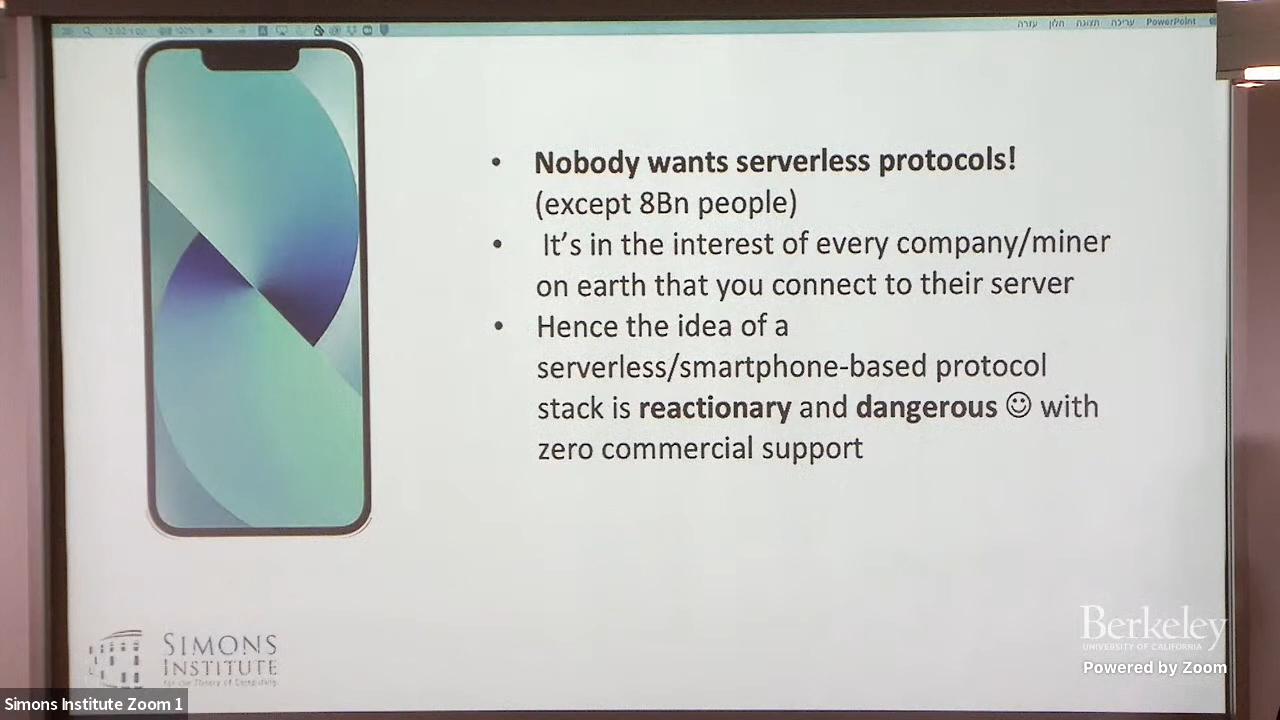 עזרה חלון תצוגה עריכה PowerPoint
• Nobody wants serverless protocols!
(except 8Bn people)
• It’s in the interest of every company/miner
on earth that you connect to their server
• Hence the idea of a
serverless/smartphone-based protocol
stack is reactionary and dangerous ☺ with
zero commercial support
SIMONS
INSTITUTE
for the Theory of Computing
Berkeley
UNIVERSITY OF CALIFORNIA
Powered by Zoom
Simons Institute Zoom 1